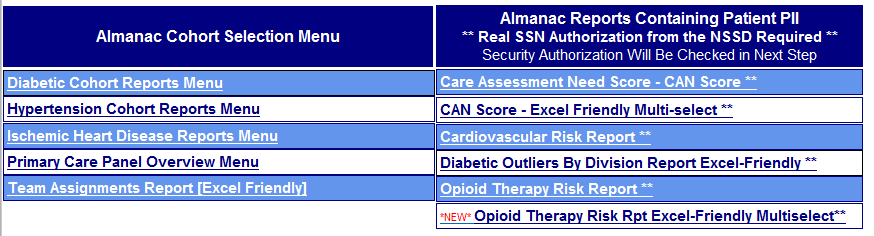 Almanac Cohort Selection Menu
Diabetic Cohort Reports Menu
Hypertension Cohort Reports Menu
Ischemic Heart Disease Reports Menu
Primary Care Panel Overview Menu
Team Assignments Report [Excel Friendly]
Almanac Reports Containing Patient PII
** Real SSN Authorization from the NSSD Required **
Security Authorization Will Be Checked in Next Step
Care Assessment Need Score - CAN Score **
CAN Score - Excel Friendly Multi-select **
Cardiovascular Risk Report **
Diabetic Outliers By Division Report Excel-Friendly **
Opioid Therapy Risk Report **
*NEW* Opioid Therapy Risk Rpt Excel-Friendly Multiselect**